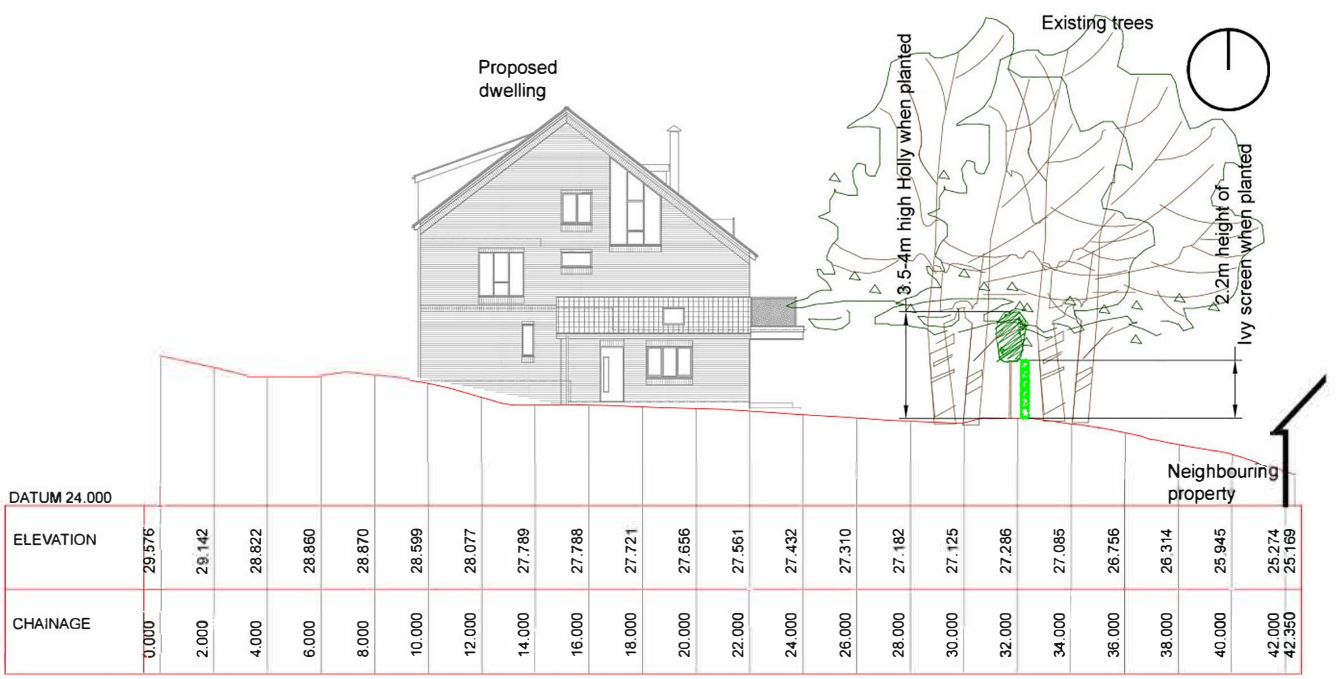 Existing trees
Proposed
dwelling
3.5-4m high Holly when planted
2.2m height of
Ivy screen when planted
Neighbouring
property
DATUM 24.000
ELEVATION 29.576 29.142 28.822 28.860 28.870 28.599 28.077 27.789 27.788 27.721 27.656 27.561 27.432 27.310 27.182 27.125 27.286 27.085 26.756 26.314 25.945 25.274 25.169
CHAINAGE 0.000 2.000 4.000 6.000 8.000 10.000 12.000 14.000 16.000 18.000 20.000 22.000 24.000 26.000 28.000 30.000 32.000 34.000 36.000 38.000 40.000 42.000 42.350